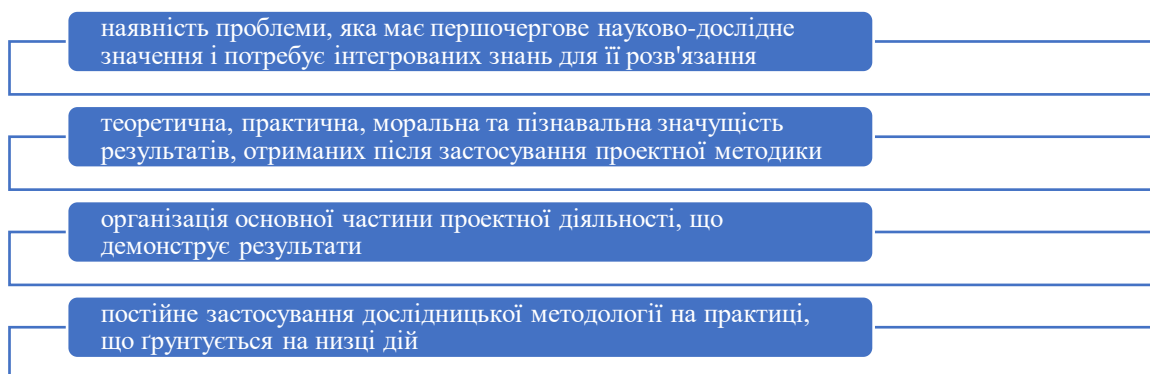 наявність проблеми, яка має першочергове науково-дослідне
значення і потребує інтегрованих знань для її розв'язання
теоретична, практична, моральна та пізнавальна значущість
результатів, отриманих після застосування проектної методики
організація основної частини проектної діяльності, що
демонструє результати
постійне застосування дослідницької методології на практиці,
що ґрунтується на низці дій